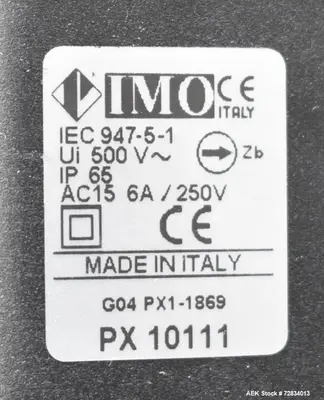 IMO CE
ITALY
IEC 947-5-1
Ui 500 V~ Zb
IP 65
AC15 6A / 250V
CE
MADE IN ITALY
G04 PX1-1869
PX 10111
AEK Stock # 72834013